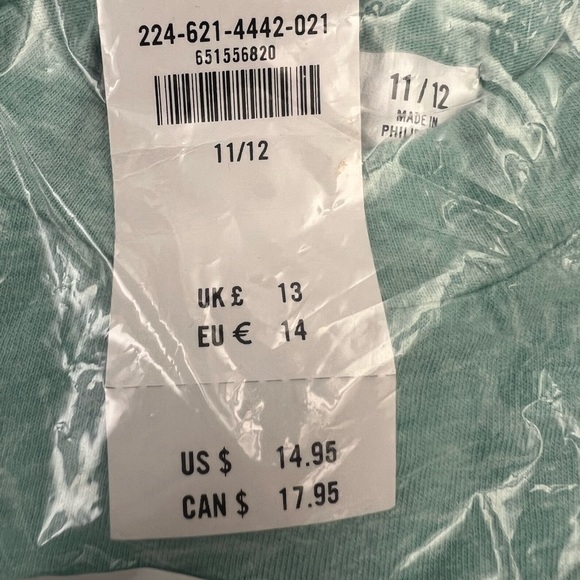 224-621-4442-021
651556820
11/12
UK £ 13
EU € 14
US $ 14.95
CAN $ 17.95
11/12
MADE IN